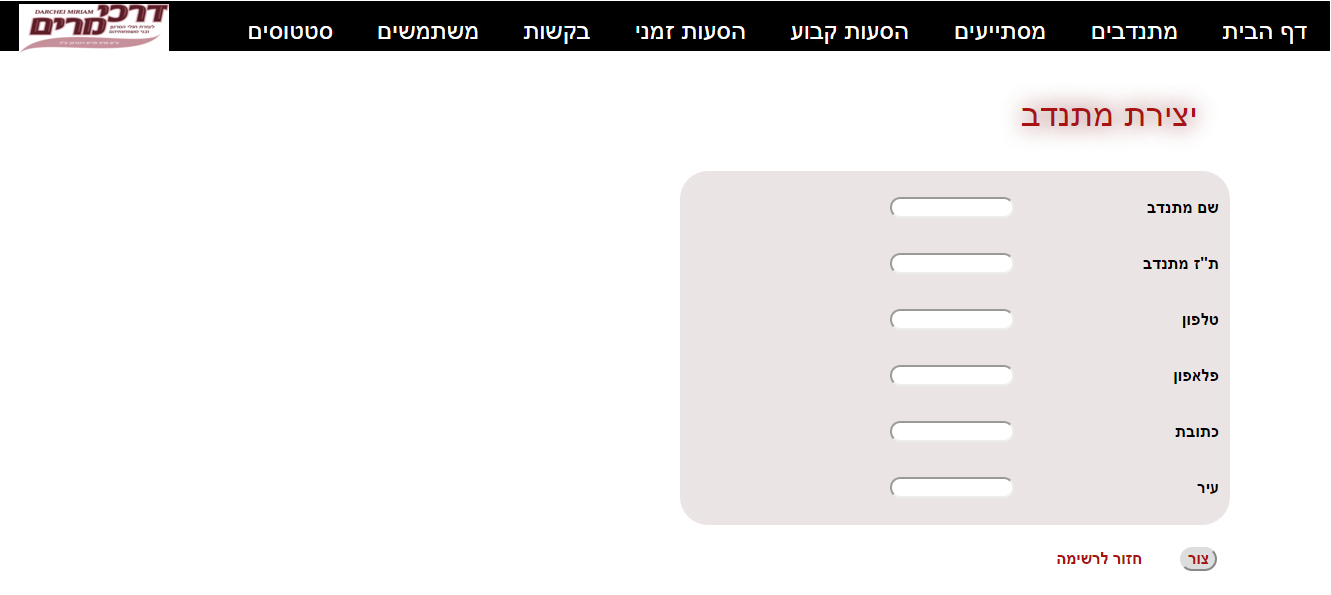 דף הבית מתנדבים מסתייעים הסעות קבוע הסעות זמני בקשות משתמשים סטטוסים
DARCHEI MIRIAM
דרכי
מרים
יצירת מתנדב
שם מתנדב
ת"ז מתנדב
טלפון
פלאפון
כתובת
עיר
צור חזור לרשימה